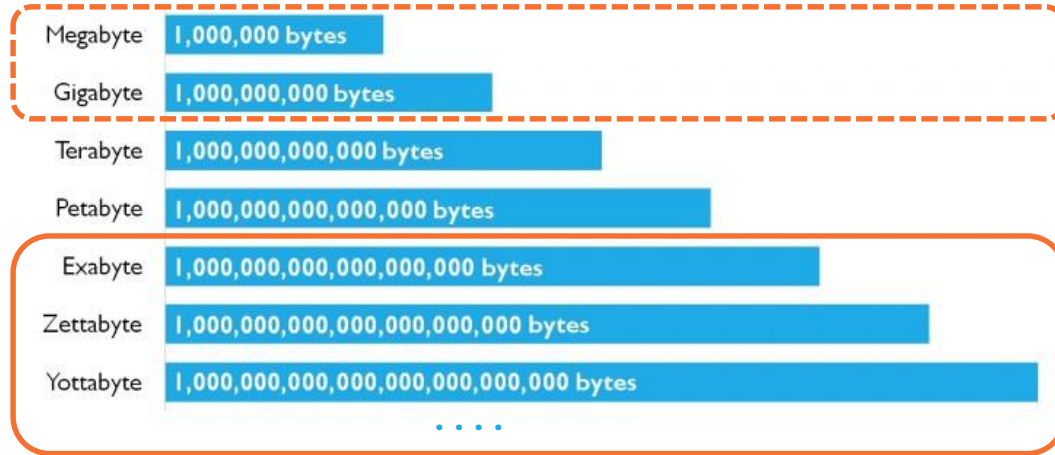 Megabyte 1,000,000 bytes
Gigabyte 1,000,000,000 bytes
Terabyte 1,000,000,000,000 bytes
Petabyte 1,000,000,000,000,000 bytes
Exabyte 1,000,000,000,000,000,000 bytes
Zettabyte 1,000,000,000,000,000,000,000 bytes
Yottabyte 1,000,000,000,000,000,000,000,000 bytes
. . . .